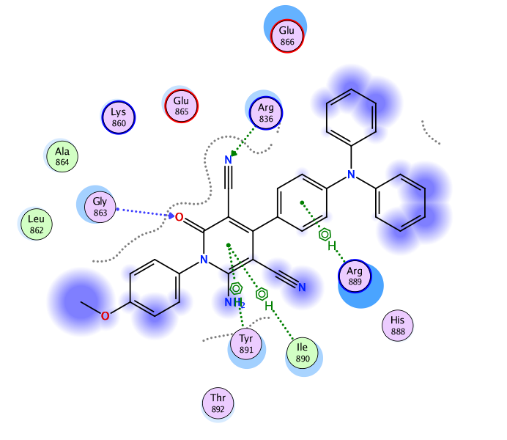 Glu
866
Glu
865
Arg
836
Lys
860
N
Ala
864
N
Gly
863
O
Leu
862
H
N
N
Arg
889
O
NH2
H
His
888
Tyr
891
Ile
890
Thr
892